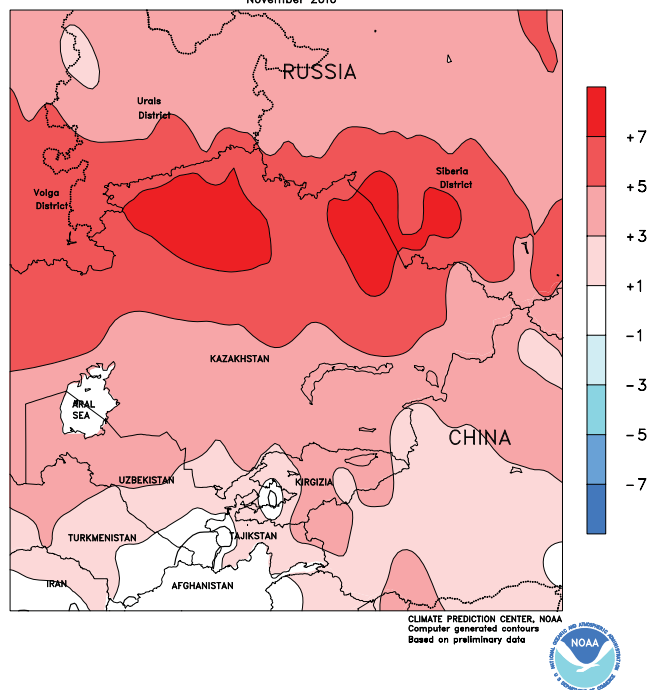 RUSSIA
Urals
District
Siberia
District
Volga
District
KAZAKHSTAN
ARAL
SEA
CHINA
UZBEKISTAN
KIRGIZIA
TURKMENISTAN
TAJIKSTAN
IRAN
AFGHANISTAN
+7
+5
+3
+1
-1
-3
-5
-7
CLIMATE PREDICTION CENTER, NOAA
Computer generated contours
Based on preliminary data
NOAA